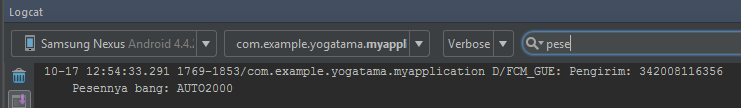 Logcat
Samsung Nexus Android 4.4. com.example.yogatama.myappl Verbose pese
10-17 12:54:33.291 1769-1853/com.example.yogatama.myapplication D/FCM_GUE: Pengirim: 342008116356
Pesennya bang: AUTO2000